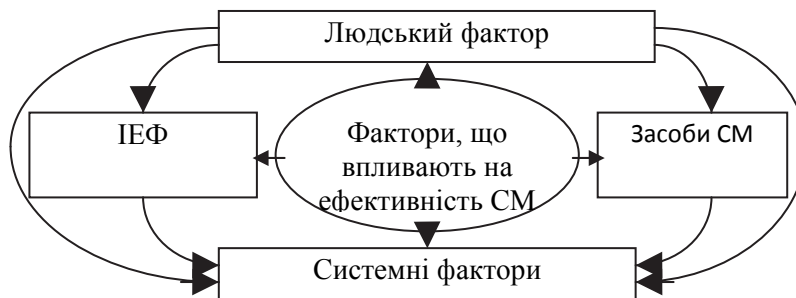 Людський фактор
ІЕФ
Фактори, що
впливають на
ефективність СМ
Засоби СМ
Системні фактори